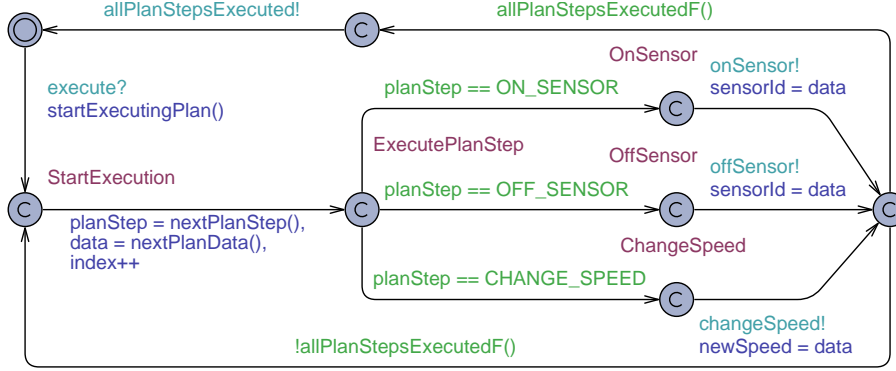 allPlanStepsExecuted!
allPlanStepsExecutedF()
C
OnSensor
execute?
startExecutingPlan()
planStep == ON_SENSOR
C
onSensor!
sensorId = data
StartExecution
ExecutePlanStep
OffSensor
C
planStep = nextPlanStep(),
data = nextPlanData(),
index++
C
planStep == OFF_SENSOR
C
offSensor!
sensorId = data
C
ChangeSpeed
planStep == CHANGE_SPEED
C
changeSpeed!
newSpeed = data
!allPlanStepsExecutedF()